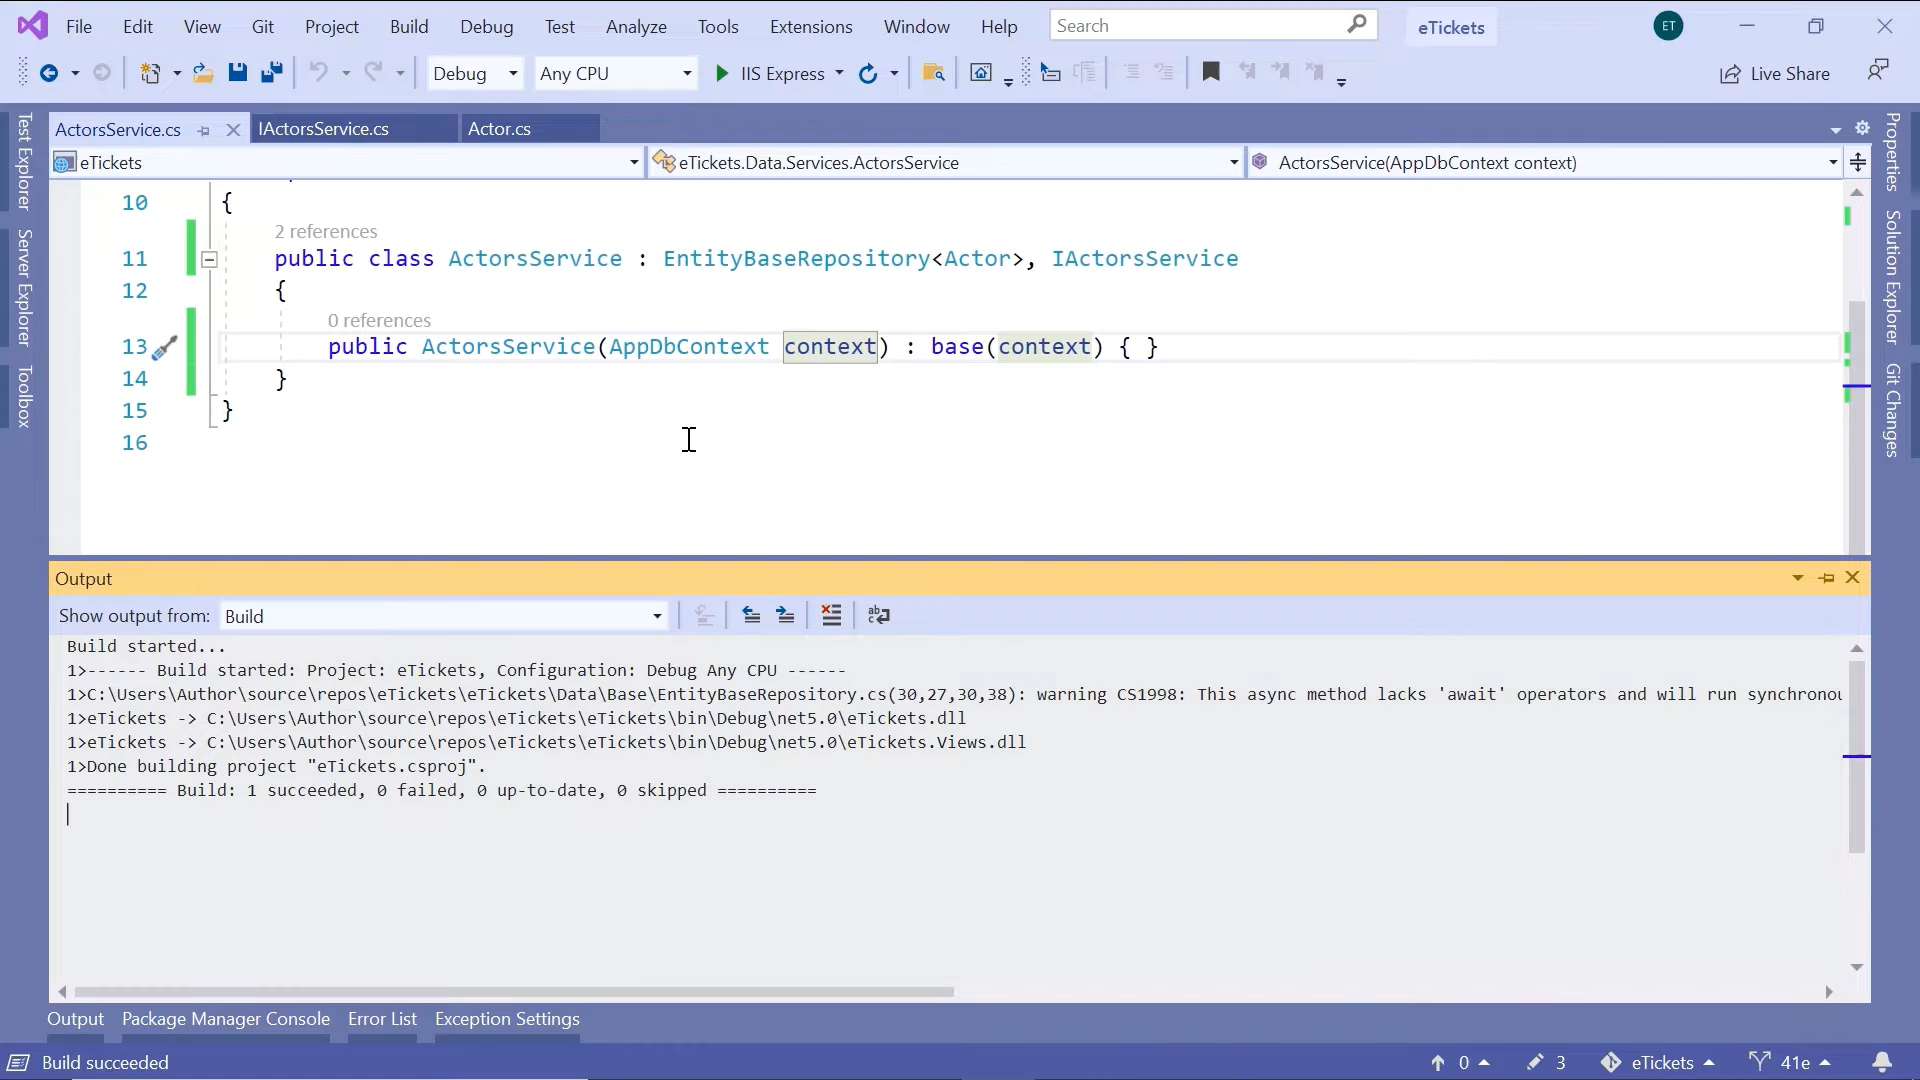 File Edit View Git Project Build Debug Test Analyze Tools Extensions Window Help Search eTickets ET
Debug Any CPU IIS Express Live Share
ActorsService.cs IActorsService.cs Actor.cs
eTickets eTickets.Data.Services.ActorsService ActorsService(AppDbContext context)
Test Explorer
Server Explorer
Toolbox
Properties
Solution Explorer
Git Changes
10 {
2 references
11 public class ActorsService : EntityBaseRepository<Actor>, IActorsService
12 {
0 references
13 public ActorsService(AppDbContext context) : base(context) { }
14 }
15 }
16
Output
Show output from: Build
Build started...
1>------ Build started: Project: eTickets, Configuration: Debug Any CPU ------
1>C:\Users\Author\source\repos\eTickets\eTickets\Data\Base\EntityBaseRepository.cs(30,27,30,38): warning CS1998: This async method lacks 'await' operators and will run synchronou
1>eTickets -> C:\Users\Author\source\repos\eTickets\eTickets\bin\Debug\net5.0\eTickets.dll
1>eTickets -> C:\Users\Author\source\repos\eTickets\eTickets\bin\Debug\net5.0\eTickets.Views.dll
1>Done building project "eTickets.csproj".
========== Build: 1 succeeded, 0 failed, 0 up-to-date, 0 skipped ==========
Output Package Manager Console Error List Exception Settings
Build succeeded 0 3 eTickets 41e